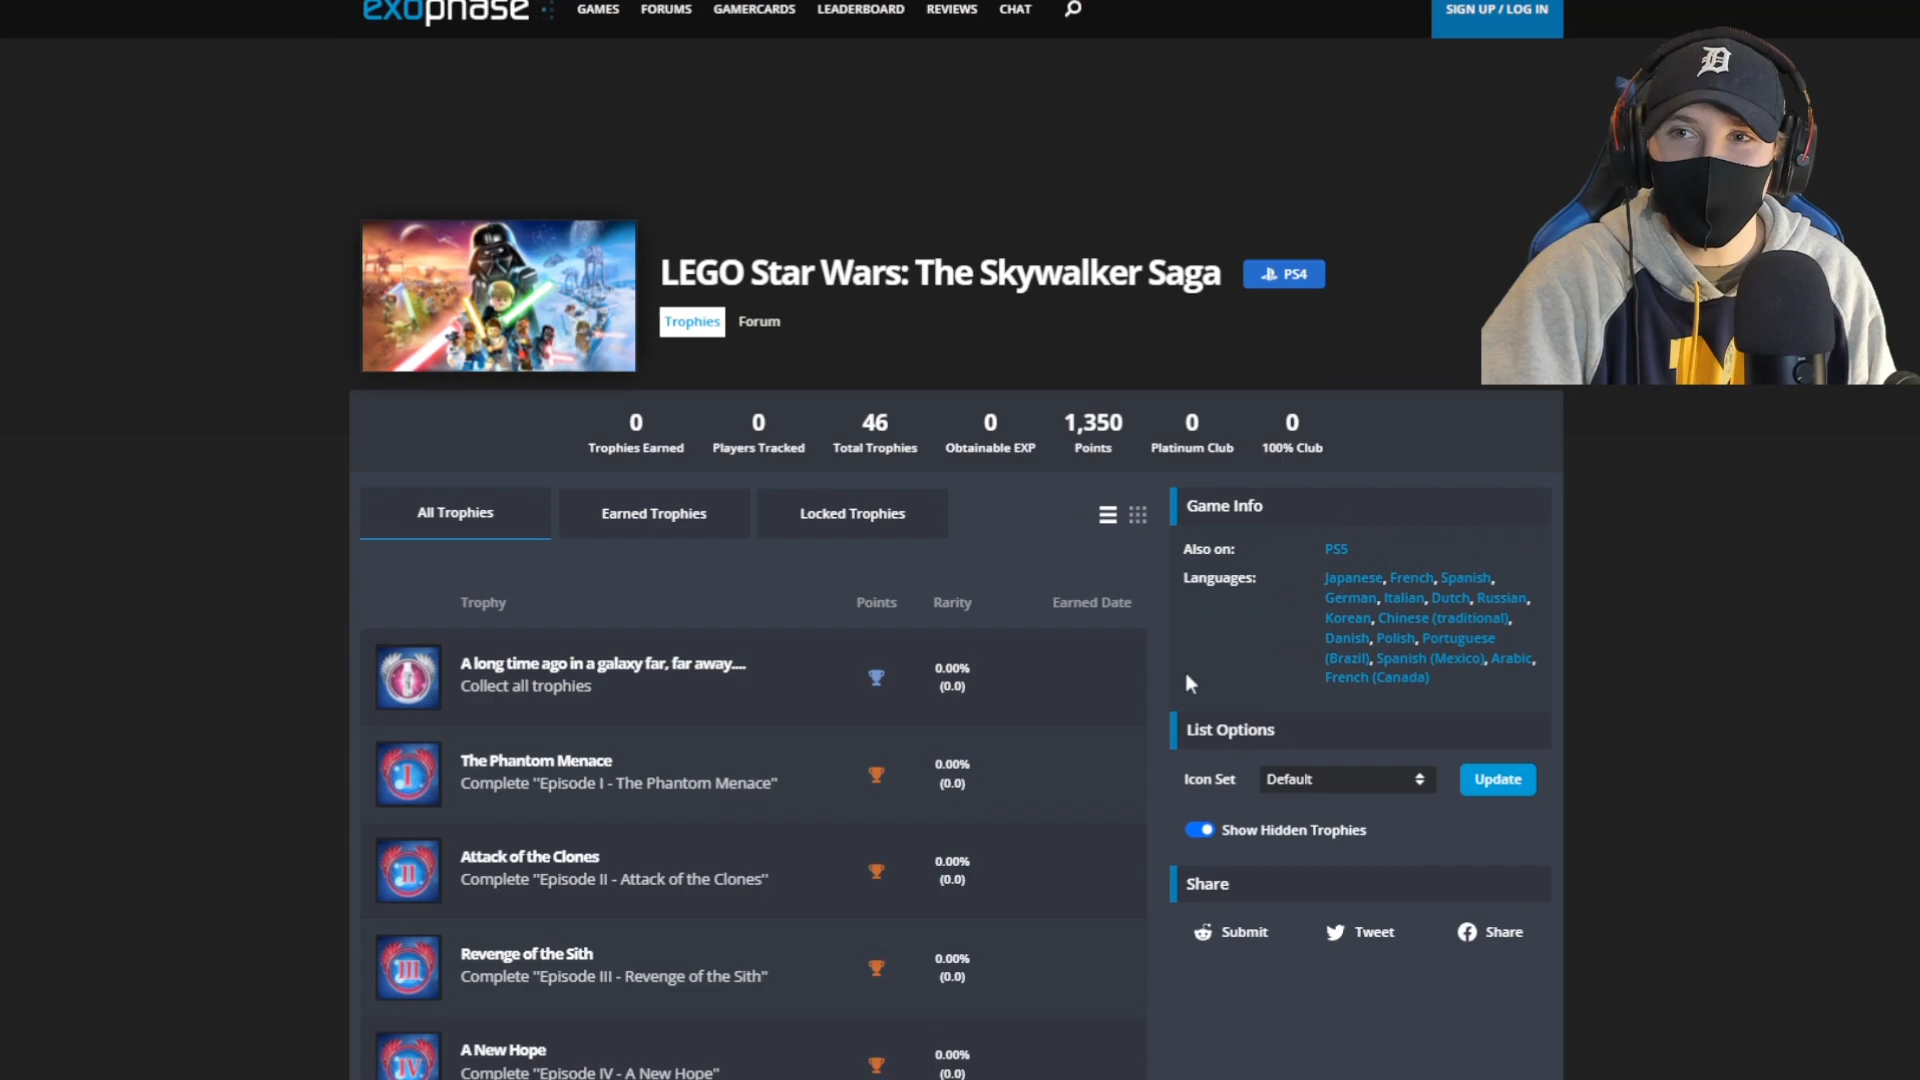 exophase
GAMES FORUMS GAMERCARDS LEADERBOARD REVIEWS CHAT
SIGN UP / LOG IN
D
LEGO Star Wars: The Skywalker Saga
PS4
Trophies Forum
0 0 46 0 1,350 0 0
Trophies Earned Players Tracked Total Trophies Obtainable EXP Points Platinum Club 100% Club
All Trophies Earned Trophies Locked Trophies
Trophy Points Rarity Earned Date
A long time ago in a galaxy far, far away....
Collect all trophies
0.00%
(0.0)
I
The Phantom Menace
Complete "Episode I - The Phantom Menace"
0.00%
(0.0)
II
Attack of the Clones
Complete "Episode II - Attack of the Clones"
0.00%
(0.0)
III
Revenge of the Sith
Complete "Episode III - Revenge of the Sith"
0.00%
(0.0)
IV
A New Hope
Complete "Episode IV - A New Hope"
0.00%
(0.0)
Game Info
Also on: PS5
Languages: Japanese, French, Spanish,
German, Italian, Dutch, Russian,
Korean, Chinese (traditional),
Danish, Polish, Portuguese
(Brazil), Spanish (Mexico), Arabic,
French (Canada)
List Options
Icon Set Default Update
Show Hidden Trophies
Share
Submit Tweet Share